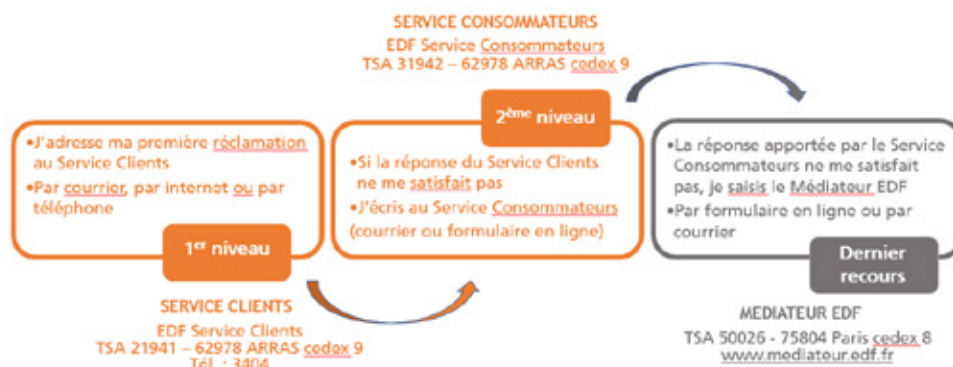 SERVICE CONSOMMATEURS
EDF Service Consommateurs
TSA 31942 – 62978 ARRAS cedex 9
•J'adresse ma première réclamation
au Service Clients
•Par courrier, par internet ou par
téléphone
1er niveau
SERVICE CLIENTS
EDF Service Clients
TSA 21941 – 62978 ARRAS cedex 9
Tél. : 3404
2ème niveau
•Si la réponse du Service Clients
ne me satisfait pas
•J'écris au Service Consommateurs
(courrier ou formulaire en ligne)
•La réponse apportée par le Service
Consommateurs ne me satisfait
pas, je saisis le Médiateur EDF
•Par formulaire en ligne ou par
courrier
Dernier
recours
MEDIATEUR EDF
TSA 50026 - 75804 Paris cedex 8
www.mediateur.edf.fr